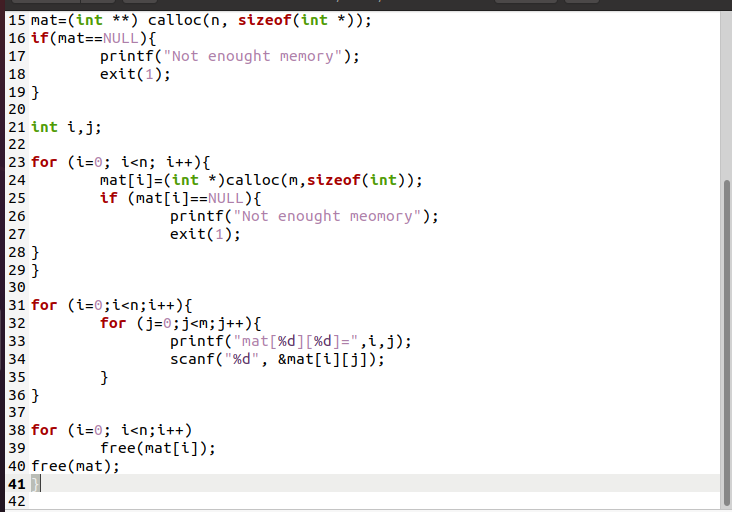 15 mat=(int **) calloc(n, sizeof(int *));
16 if(mat==NULL){
17 printf("Not enought memory");
18 exit(1);
19 }
20
21 int i,j;
22
23 for (i=0; i<n; i++){
24 mat[i]=(int *)calloc(m,sizeof(int));
25 if (mat[i]==NULL){
26 printf("Not enought meomory");
27 exit(1);
28 }
29 }
30
31 for (i=0;i<n;i++){
32 for (j=0;j<m;j++){
33 printf("mat[%d][%d]=",i,j);
34 scanf("%d", &mat[i][j]);
35 }
36 }
37
38 for (i=0; i<n;i++)
39 free(mat[i]);
40 free(mat);
41 }
42